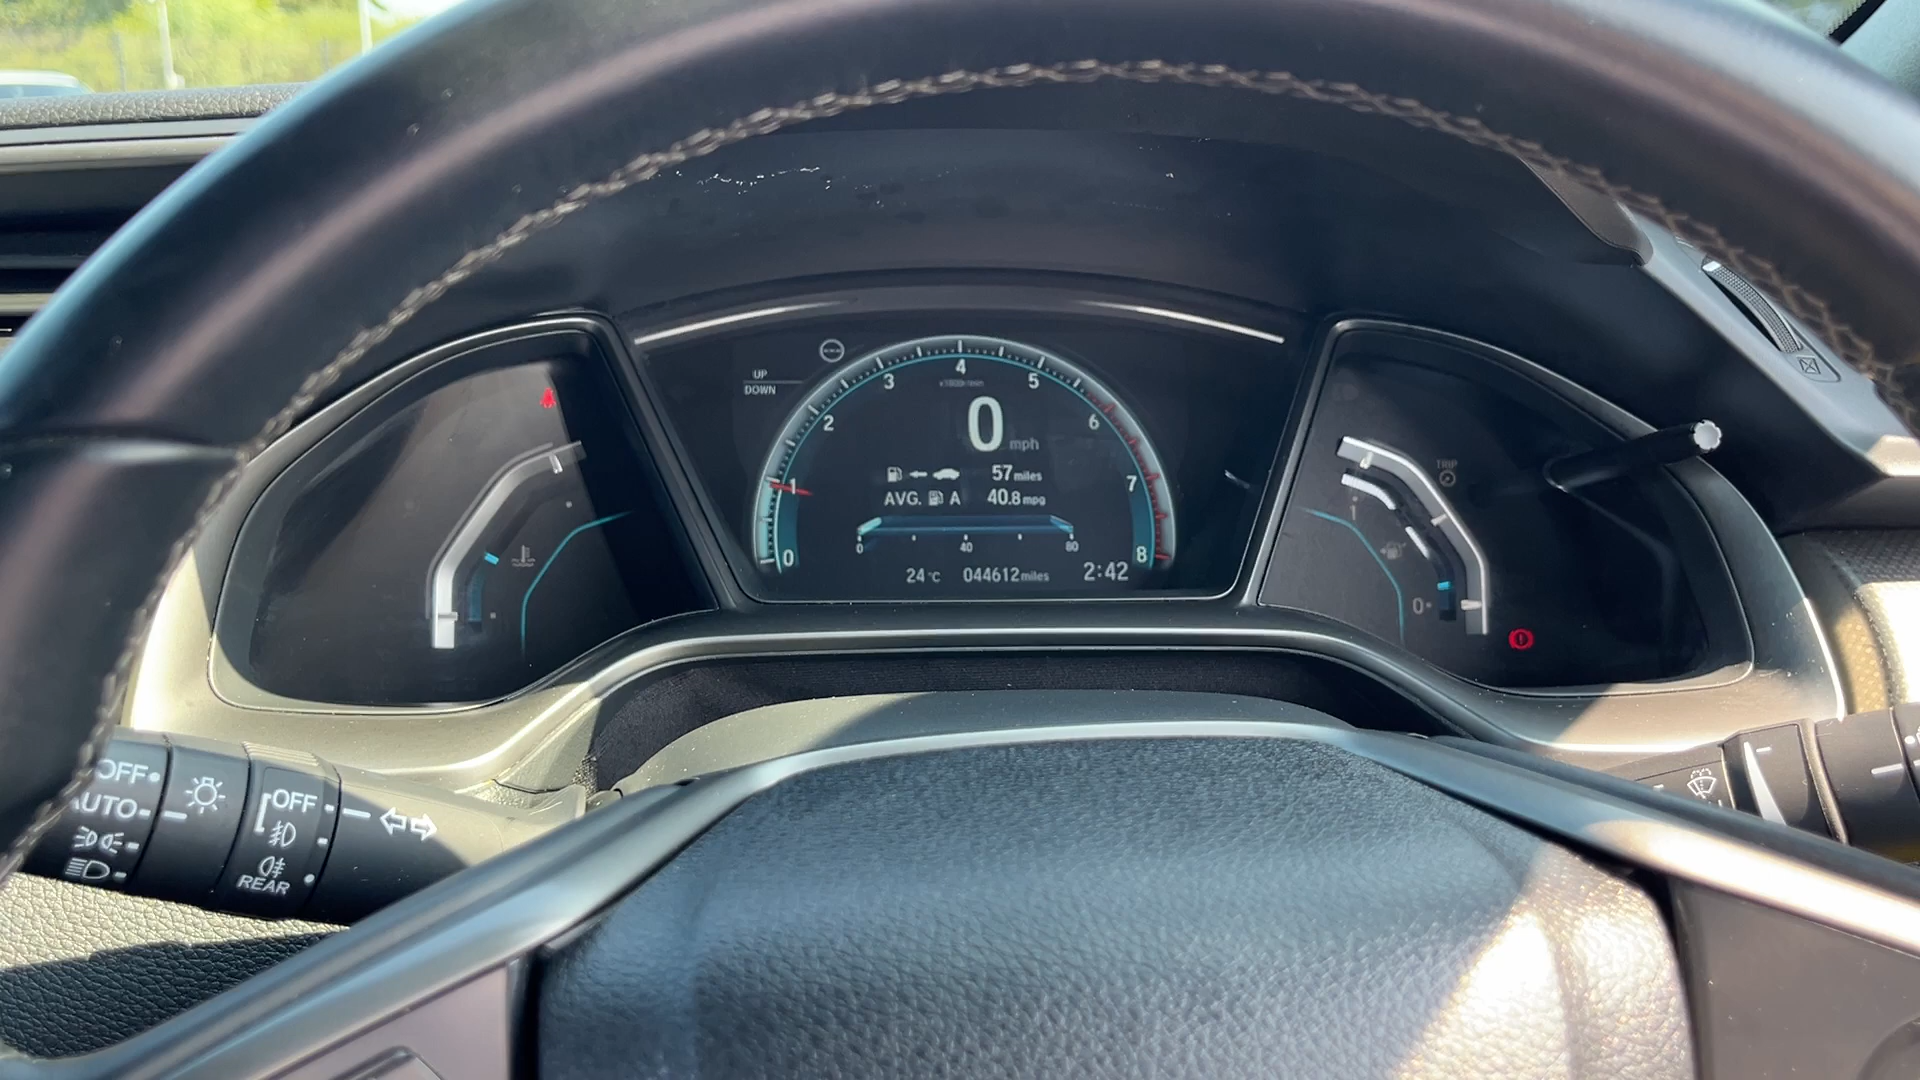 UP
DOWN
0
1
2
3
4
5
6
7
8
x1000r/min
0 mph
57 miles
AVG. A 40.8 mpg
0 40 80
24°C 044612 miles 2:42
TRIP
0
OFF
AUTO
OFF
REAR